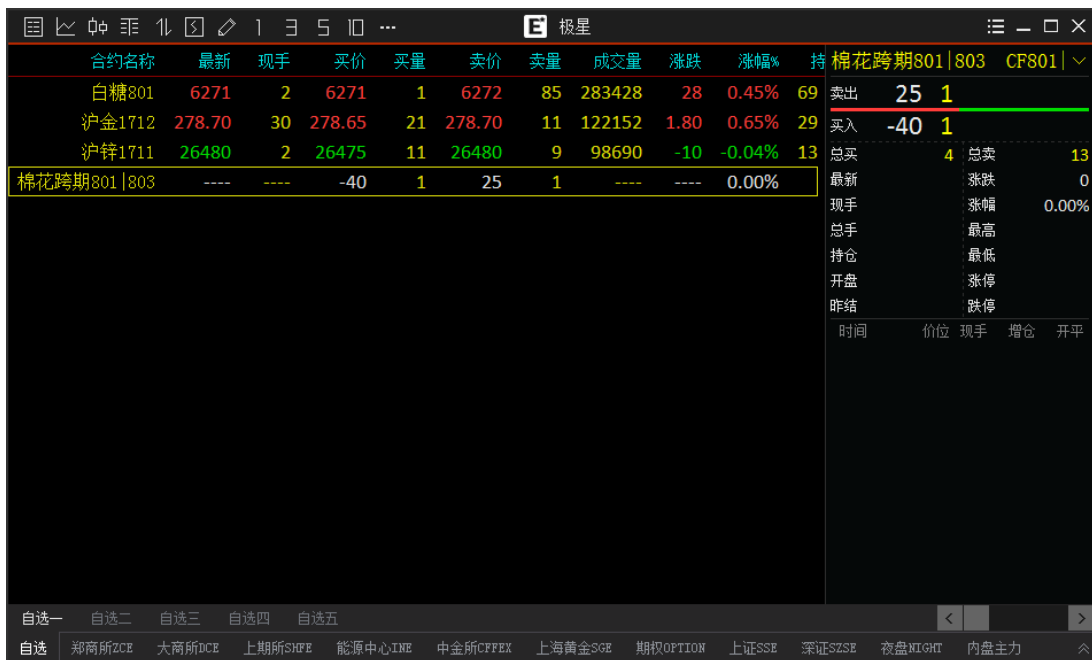 1 3 5 10 ... E 极星
合约名称 最新 现手 买价 买量 卖价 卖量 成交量 涨跌 涨幅% 持
白糖801 6271 2 6271 1 6272 85 283428 28 0.45% 69
沪金1712 278.70 30 278.65 21 278.70 11 122152 1.80 0.65% 29
沪锌1711 26480 2 26475 11 26480 9 98690 -10 -0.04% 13
棉花跨期801|803 ---- ---- -40 1 25 1 ---- ---- 0.00%
棉花跨期801|803 CF801|
卖出 25 1
买入 -40 1
总买 4 总卖 13
最新 涨跌 0
现手 涨幅 0.00%
总手 最高
持仓 最低
开盘 涨停
昨结 跌停
时间 价位 现手 增仓 开平
自选一 自选二 自选三 自选四 自选五
自选 郑商所ZCE 大商所DCE 上期所SHFE 能源中心INE 中金所CFFEX 上海黄金SGE 期权OPTION 上证SSE 深证SZSE 夜盘NIGHT 内盘主力